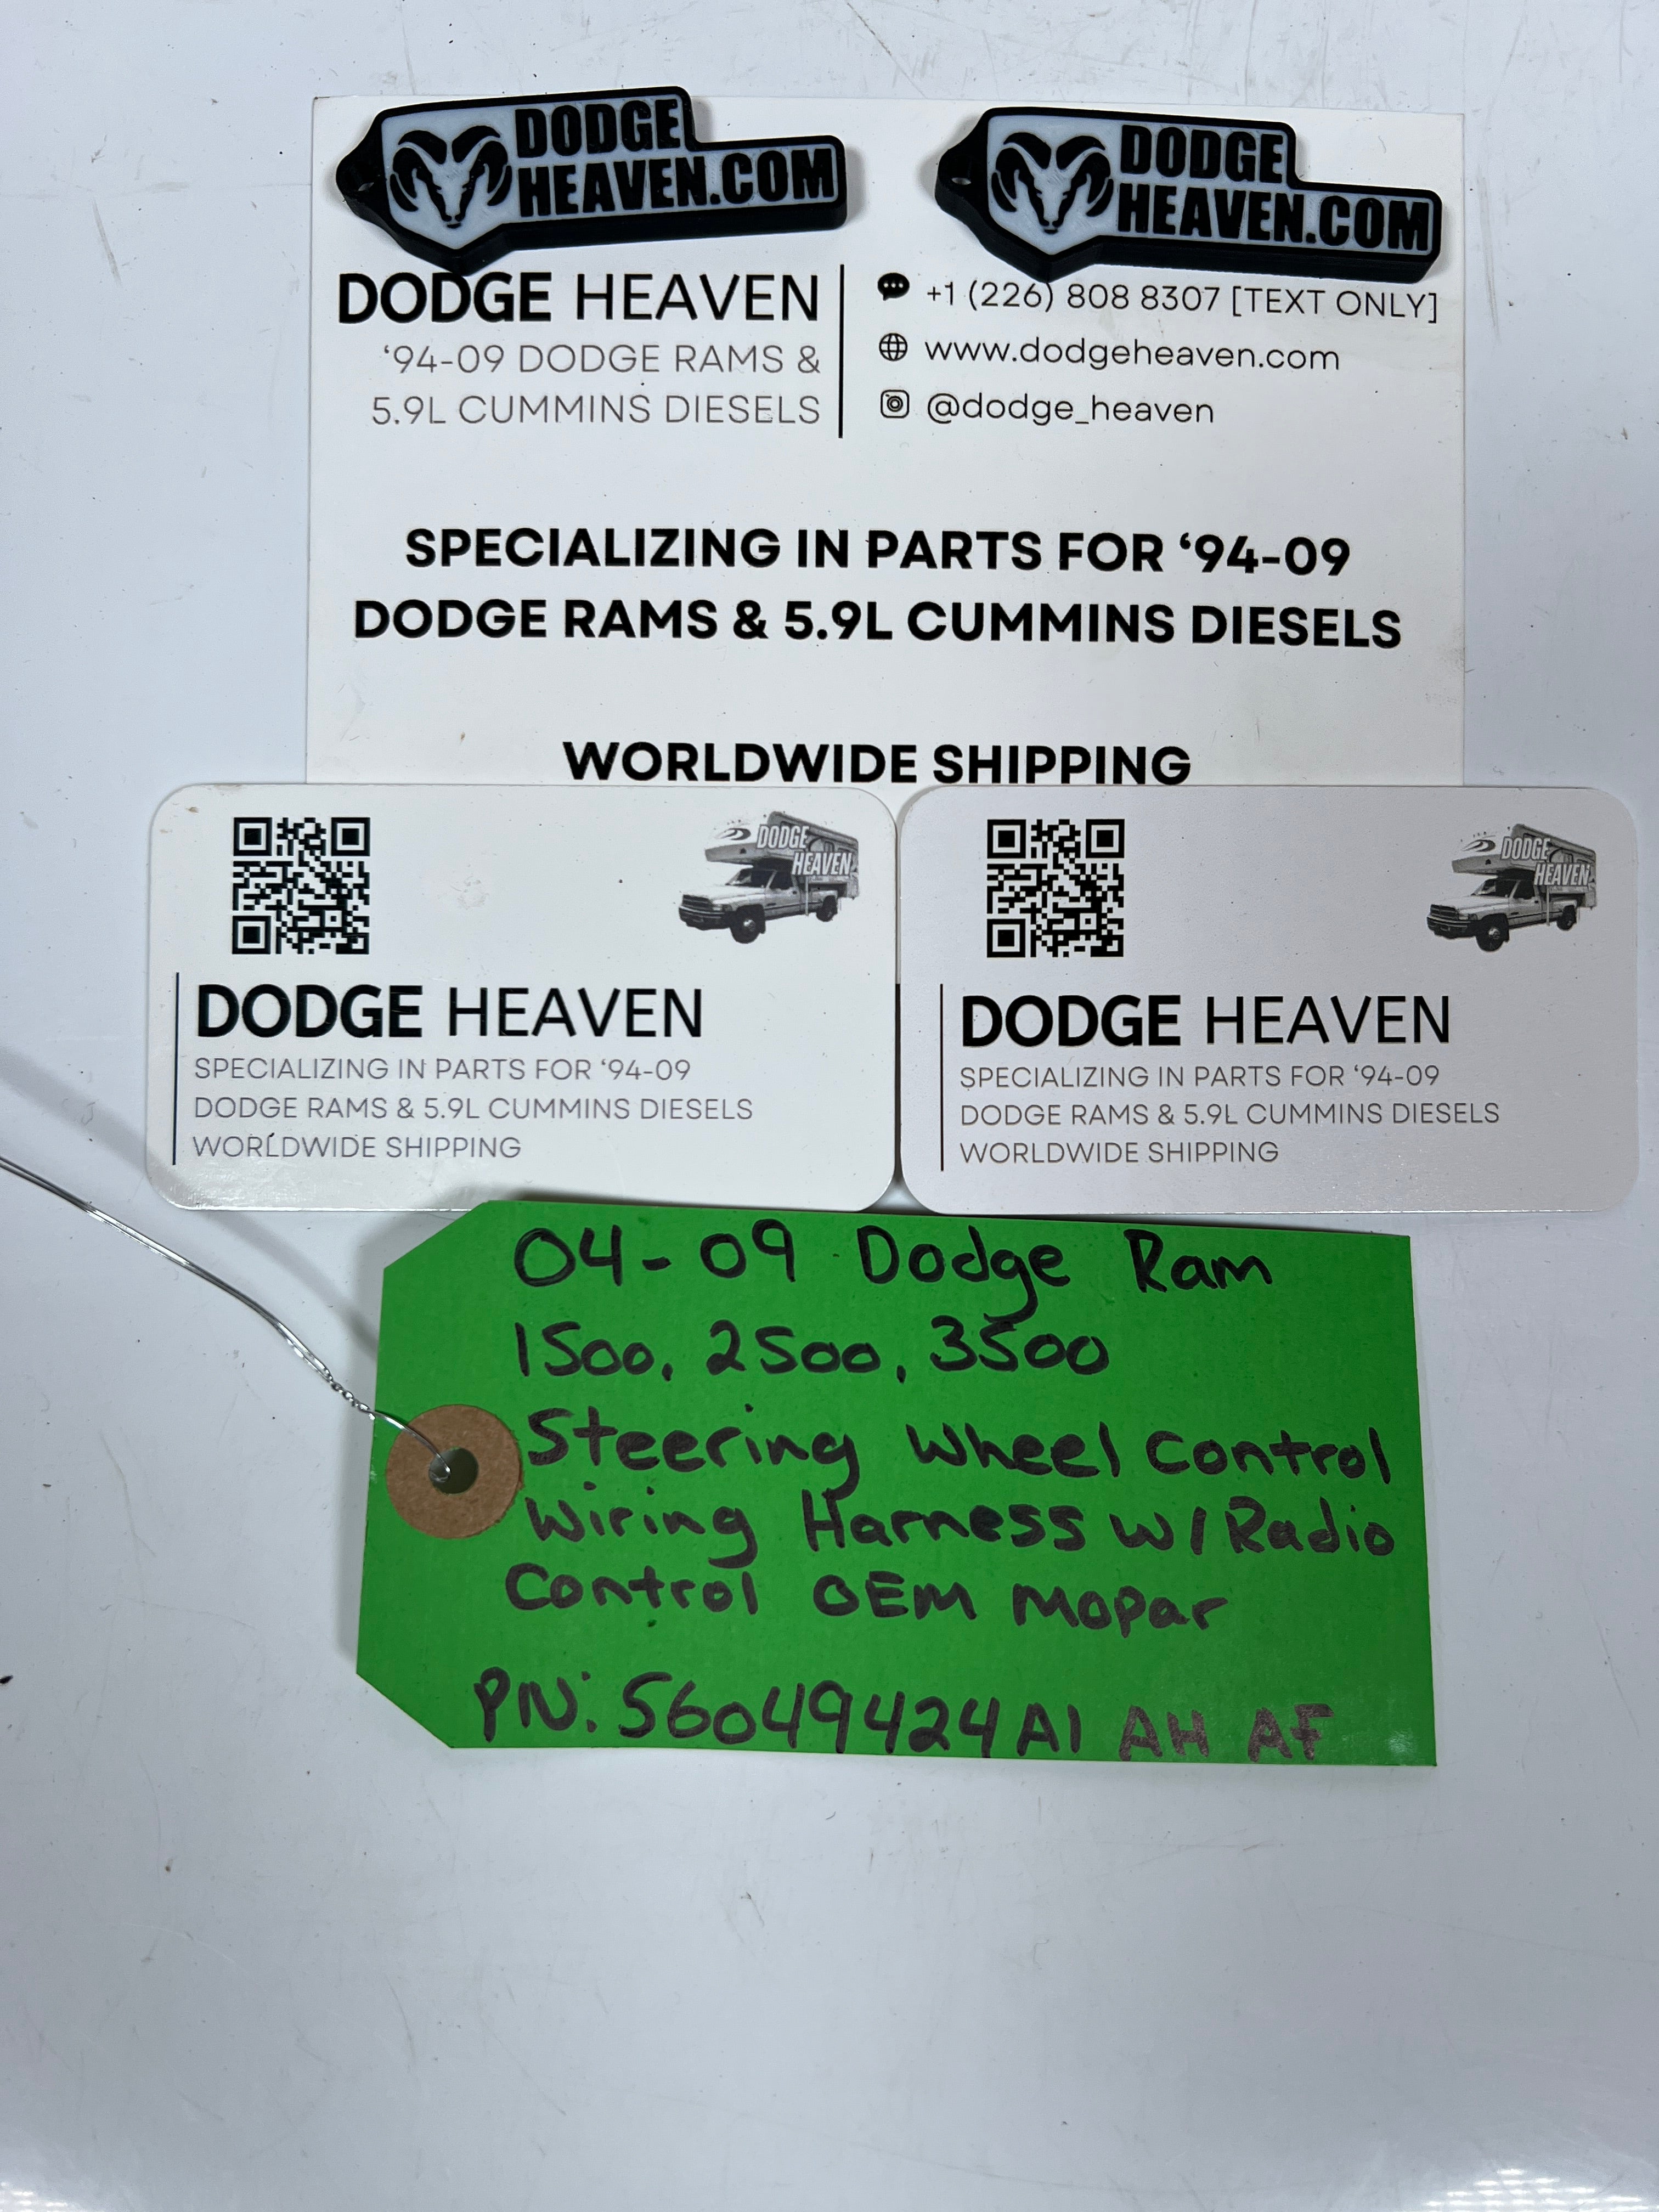 DODGE
HEAVEN.COM
DODGE
HEAVEN.COM
DODGE HEAVEN
‘94-09 DODGE RAMS &
5.9L CUMMINS DIESELS
+1 (226) 808 8307 [TEXT ONLY]
www.dodgeheaven.com
@dodge_heaven
SPECIALIZING IN PARTS FOR ‘94-09
DODGE RAMS & 5.9L CUMMINS DIESELS
WORLDWIDE SHIPPING
DODGE
HEAVEN
DODGE HEAVEN
SPECIALIZING IN PARTS FOR ‘94-09
DODGE RAMS & 5.9L CUMMINS DIESELS
WORLDWIDE SHIPPING
DODGE
HEAVEN
DODGE HEAVEN
SPECIALIZING IN PARTS FOR ‘94-09
DODGE RAMS & 5.9L CUMMINS DIESELS
WORLDWIDE SHIPPING
04-09 Dodge Ram
1500, 2500, 3500
Steering Wheel Control
Wiring Harness w/Radio
Control OEM Mopar
PN: 56049424AI AH AF